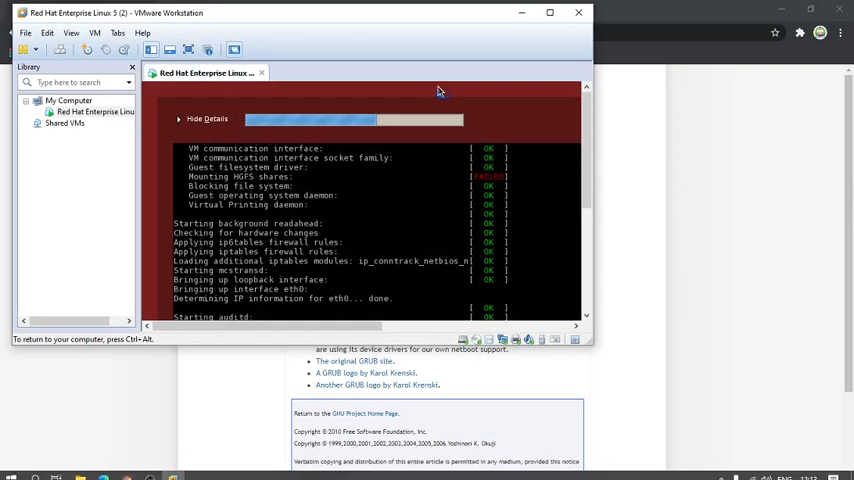 Red Hat Enterprise Linux 5 (2) - VMware Workstation
File Edit View VM Tabs Help
Library
Type here to search
My Computer
Red Hat Enterprise Linu
Shared VMs
Red Hat Enterprise Linux ...
Hide Details
VM communication interface: [ OK ]
VM communication interface socket family: [ OK ]
Guest filesystem driver: [ OK ]
Mounting HGFS shares: [FAILED]
Blocking file system: [ OK ]
Guest operating system daemon: [ OK ]
Virtual Printing daemon: [ OK ]
[ OK ]
Starting background readahead: [ OK ]
Checking for hardware changes [ OK ]
Applying ip6tables firewall rules: [ OK ]
Applying iptables firewall rules: [ OK ]
Loading additional iptables modules: ip_conntrack_netbios_n[ OK ]
Starting mcstransd: [ OK ]
Bringing up loopback interface: [ OK ]
Bringing up interface eth0:
Determining IP information for eth0... done.
[ OK ]
Starting auditd: [ OK ]
To return to your computer, press Ctrl+Alt.
are using its device drivers for our own netboot support.
• The original GRUB site.
• A GRUB logo by Karol Krenski.
• Another GRUB logo by Karol Krenski.
Return to the GNU Project Home Page.
Copyright © 2010 Free Software Foundation, Inc.
Copyright © 1999,2000,2001,2002,2003,2004,2005,2006 Yoshinori K. Okuji
Verbatim copying and distribution of this entire article is permitted in any medium, provided this notice
ENG 12:13